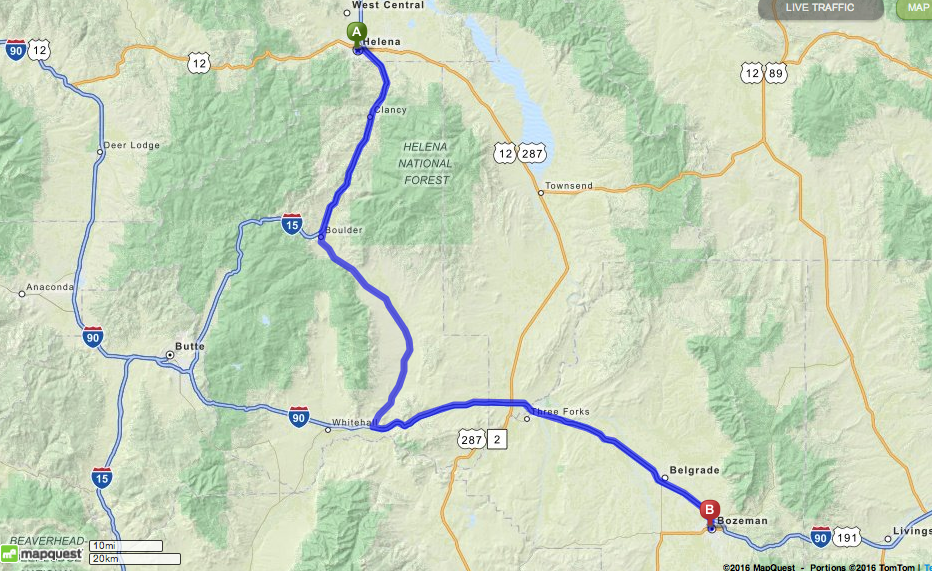 West Central
LIVE TRAFFIC
MAP
A
Helena
90
12
12
12
89
Clancy
HELENA
NATIONAL
FOREST
Deer Lodge
12
287
Townsend
15
Boulder
Anaconda
90
Butte
90
Whitehall
Three Forks
287
2
Belgrade
15
B
Bozeman
90
191
Livings
BEAVERHEAD-
10mi
mapquest
20km
©2016 MapQuest - Portions ©2016 TomTom |